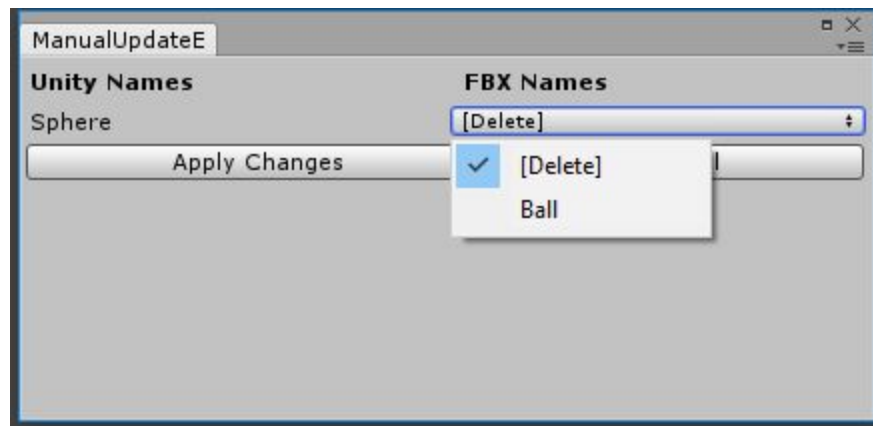 ManualUpdateE
Unity Names FBX Names
Sphere [Delete]
Apply Changes
[Delete]
Ball